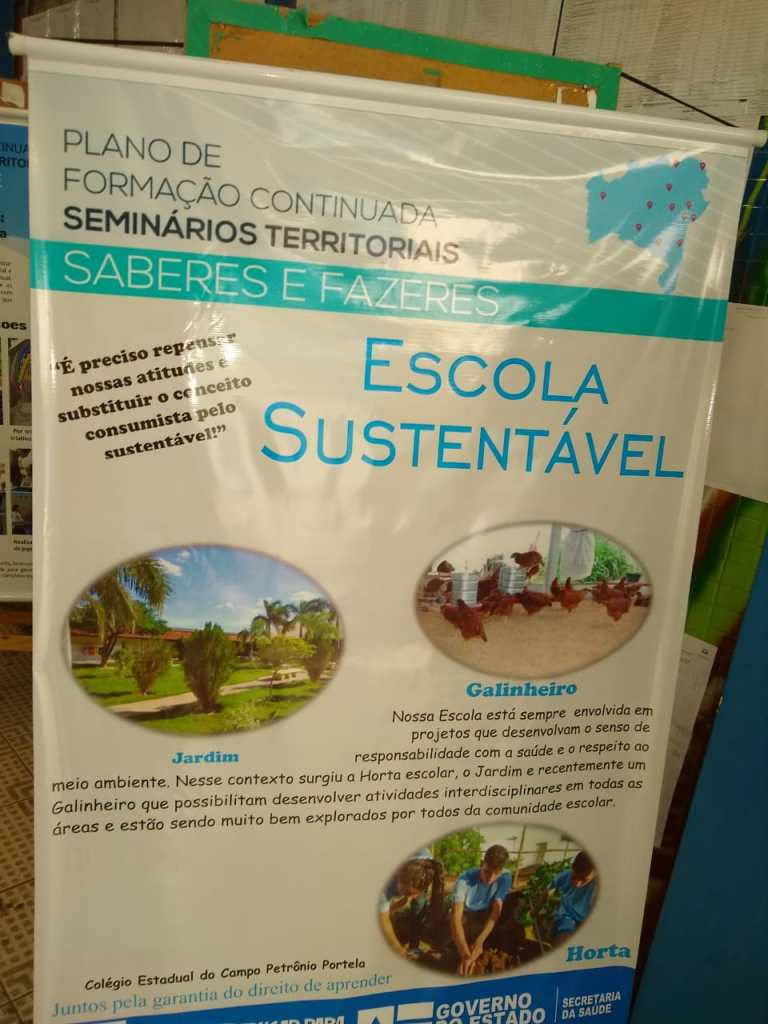 PLANO DE
FORMAÇÃO CONTINUADA
SEMINÁRIOS TERRITORIAIS
SABERES E FAZERES
"É preciso repensar
nossas atitudes e
substituir o conceito
consumista pelo
sustentável!"
ESCOLA
SUSTENTÁVEL
Jardim
Galinheiro
Nossa Escola está sempre envolvida em
projetos que desenvolvam o senso de
responsabilidade com a saúde e o respeito ao
meio ambiente. Nesse contexto surgiu a Horta escolar, o Jardim e recentemente um
Galinheiro que possibilitam desenvolver atividades interdisciplinares em todas as
áreas e estão sendo muito bem explorados por todos da comunidade escolar.
Horta
Colégio Estadual do Campo Petrônio Portela
Juntos pela garantia do direito de aprender
GOVERNO
DO ESTADO
SECRETARIA
DA SAÚDE